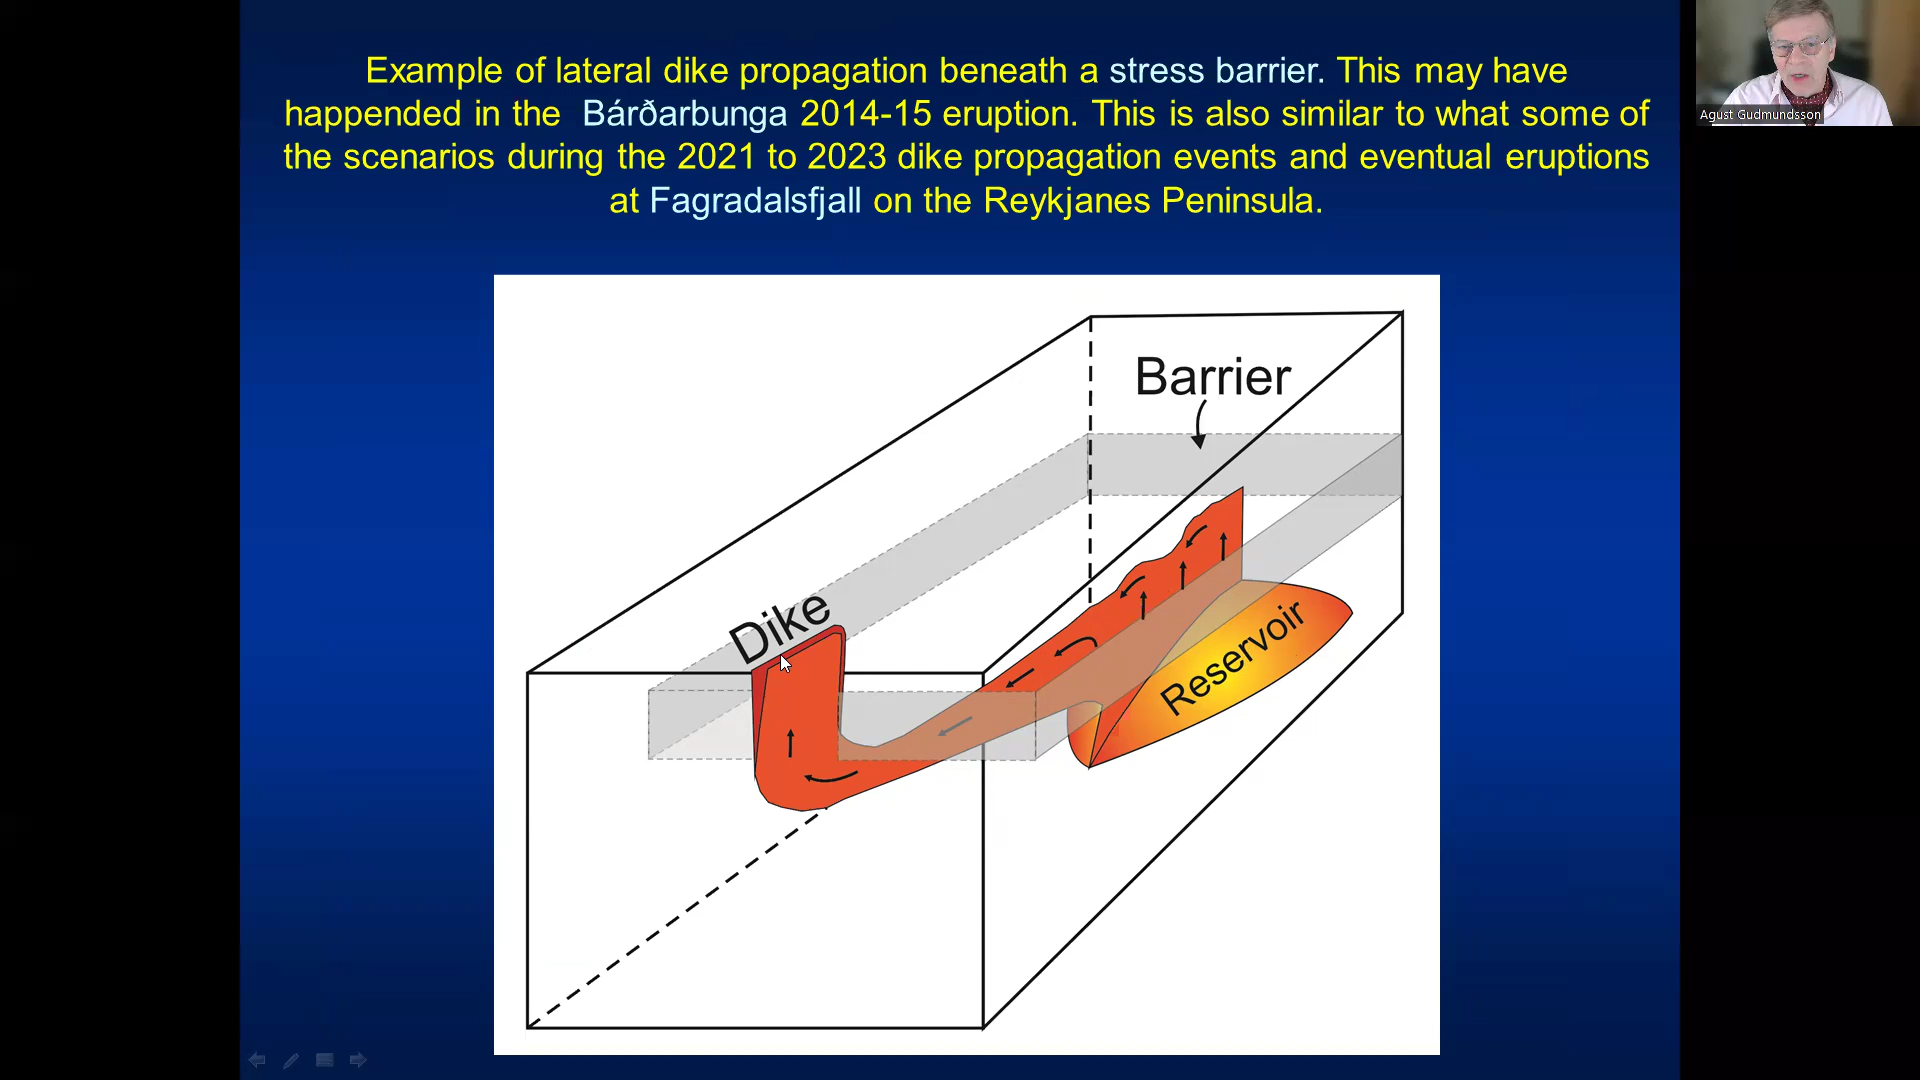 Example of lateral dike propagation beneath a stress barrier. This may have
happended in the Bárðarbunga 2014-15 eruption. This is also similar to what some of
the scenarios during the 2021 to 2023 dike propagation events and eventual eruptions
at Fagradalsfjall on the Reykjanes Peninsula.
Agust Gudmundsson
Barrier
Dike
Reservoir